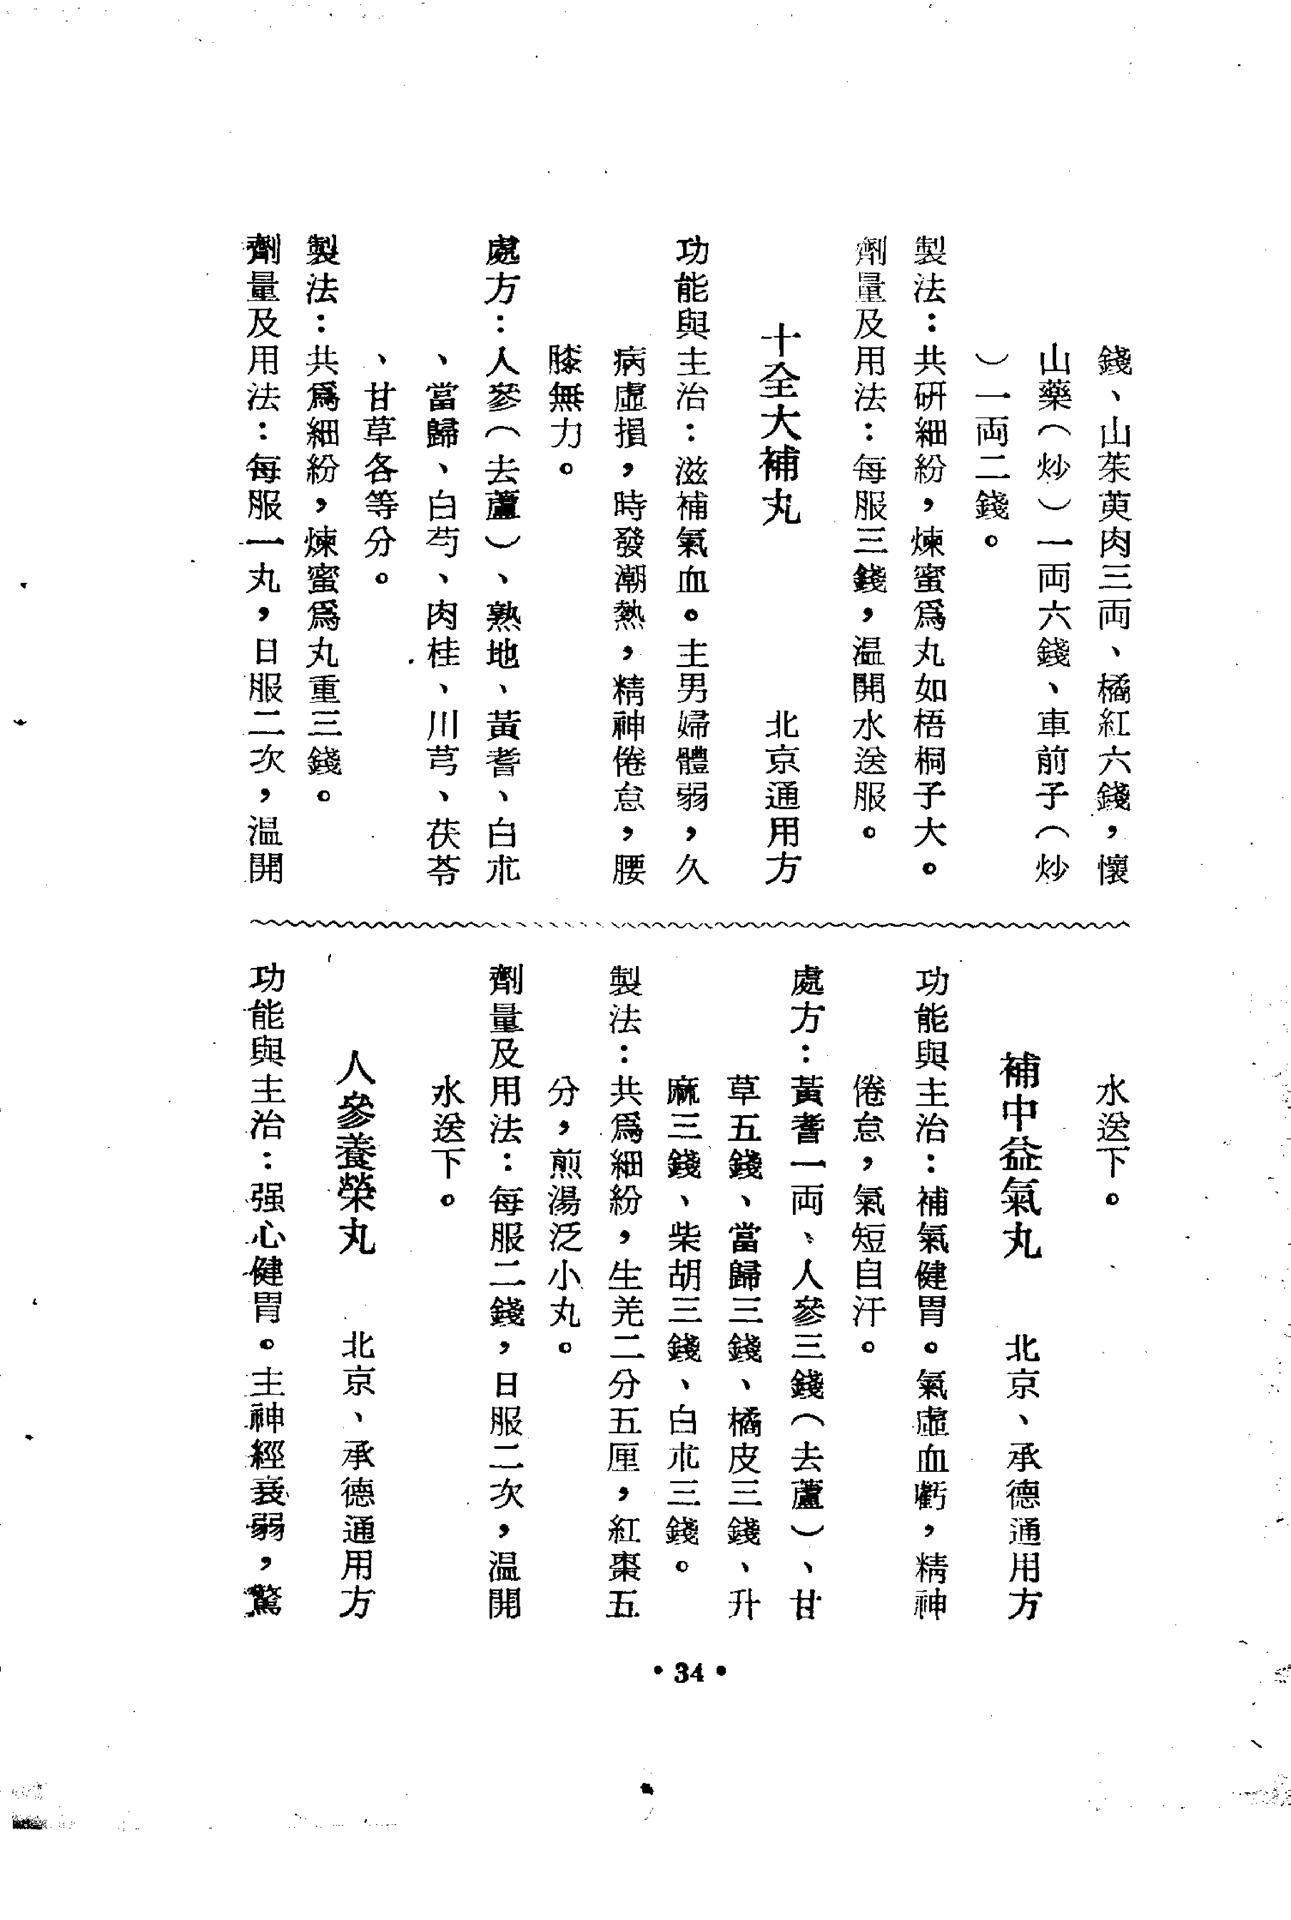 錢、山茱萸肉三両、橘紅六錢，懷
山藥（炒）一両六錢、車前子（炒
）一両二錢。
製法：共研細紛，煉蜜爲丸如梧桐子大。
劑量及用法：每服三錢，温開水送服。
十全大補丸　北京通用方
功能與主治：滋補氣血。主男婦體弱，久
病虛損，時發潮熱，精神倦怠，腰
膝無力。
處方：人參（去蘆）、熟地、黃耆、白朮
、當歸、白芍、肉桂、川芎、茯苓
、甘草各等分。
製法：共爲細紛，煉蜜爲丸重三錢。
劑量及用法：每服一丸，日服二次，温開
水送下。
補中益氣丸　北京、承德通用方
功能與主治：補氣健胃。氣虛血虧，精神
倦怠，氣短自汗。
處方：黃耆一両、人參三錢（去蘆）、甘
草五錢、當歸三錢、橘皮三錢、升
麻三錢、柴胡三錢、白朮三錢。
製法：共爲細紛，生羌二分五厘，紅棗五
分，煎湯泛小丸。
劑量及用法：每服二錢，日服二次，温開
水送下。
人參養榮丸　北京、承德通用方
功能與主治：强心健胃。主神經衰弱，驚
•34•